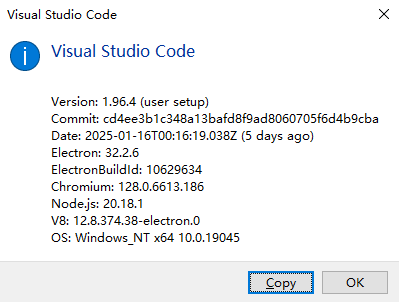 Visual Studio Code
Visual Studio Code
Version: 1.96.4 (user setup)
Commit: cd4ee3b1c348a13bafd8f9ad8060705f6d4b9cba
Date: 2025-01-16T00:16:19.038Z (5 days ago)
Electron: 32.2.6
ElectronBuildId: 10629634
Chromium: 128.0.6613.186
Node.js: 20.18.1
V8: 12.8.374.38-electron.0
OS: Windows_NT x64 10.0.19045
Copy
OK